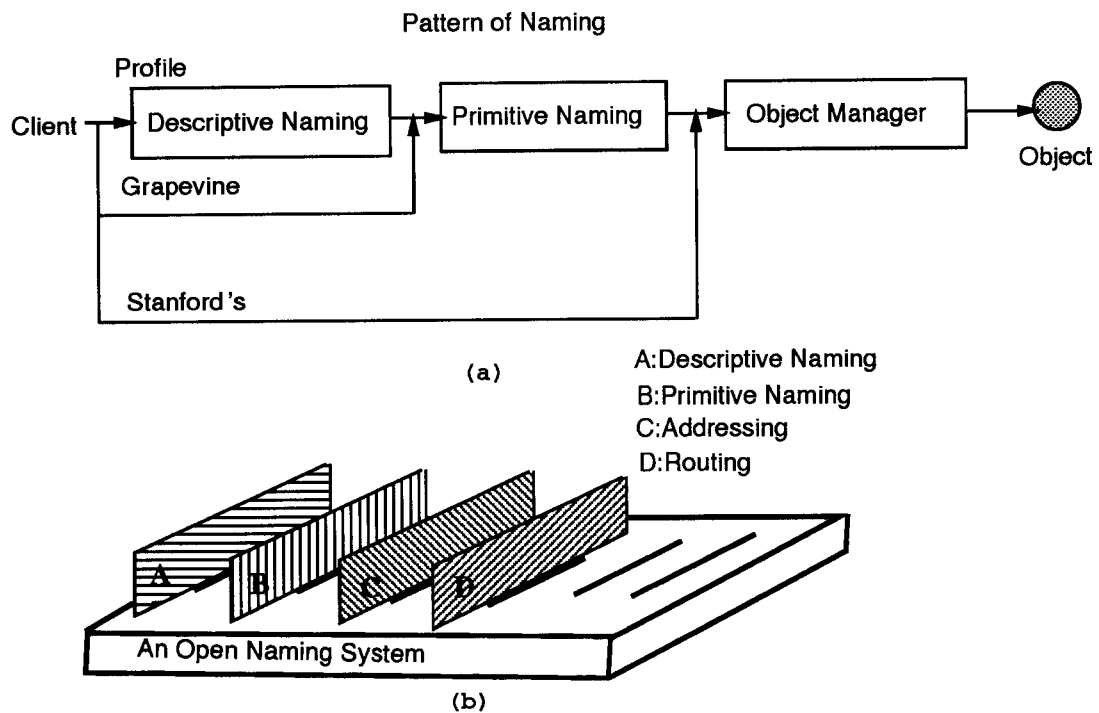 Pattern of Naming
Profile
Client
Descriptive Naming
Primitive Naming
Object Manager
Object
Grapevine
Stanford's
(a)
A:Descriptive Naming
B:Primitive Naming
C:Addressing
D:Routing
A
B
C
D
An Open Naming System
(b)